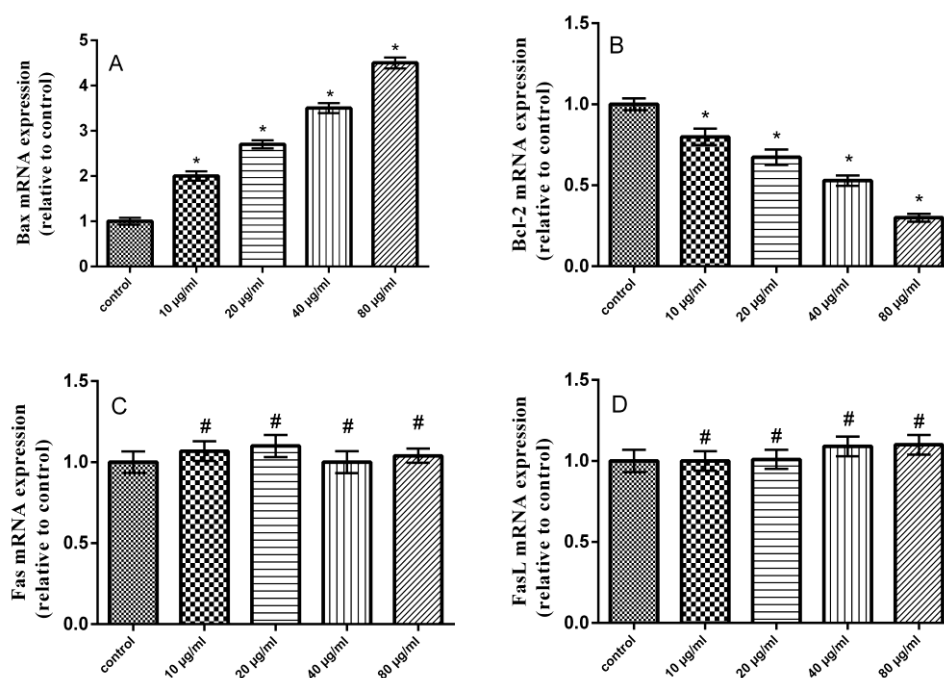 A
Bax mRNA expression
(relative to control)
5
4
3
2
1
0
*
*
*
*
control
10 µg/ml
20 µg/ml
40 µg/ml
80 µg/ml
B
Bcl-2 mRNA expression
(relative to control)
1.5
1.0
0.5
0.0
*
*
*
*
control
10 µg/ml
20 µg/ml
40 µg/ml
80 µg/ml
C
Fas mRNA expression
(relative to control)
1.5
1.0
0.5
0.0
#
#
#
#
control
10 µg/ml
20 µg/ml
40 µg/ml
80 µg/ml
D
FasL mRNA expression
(relative to control)
1.5
1.0
0.5
0.0
#
#
#
#
control
10 µg/ml
20 µg/ml
40 µg/ml
80 µg/ml